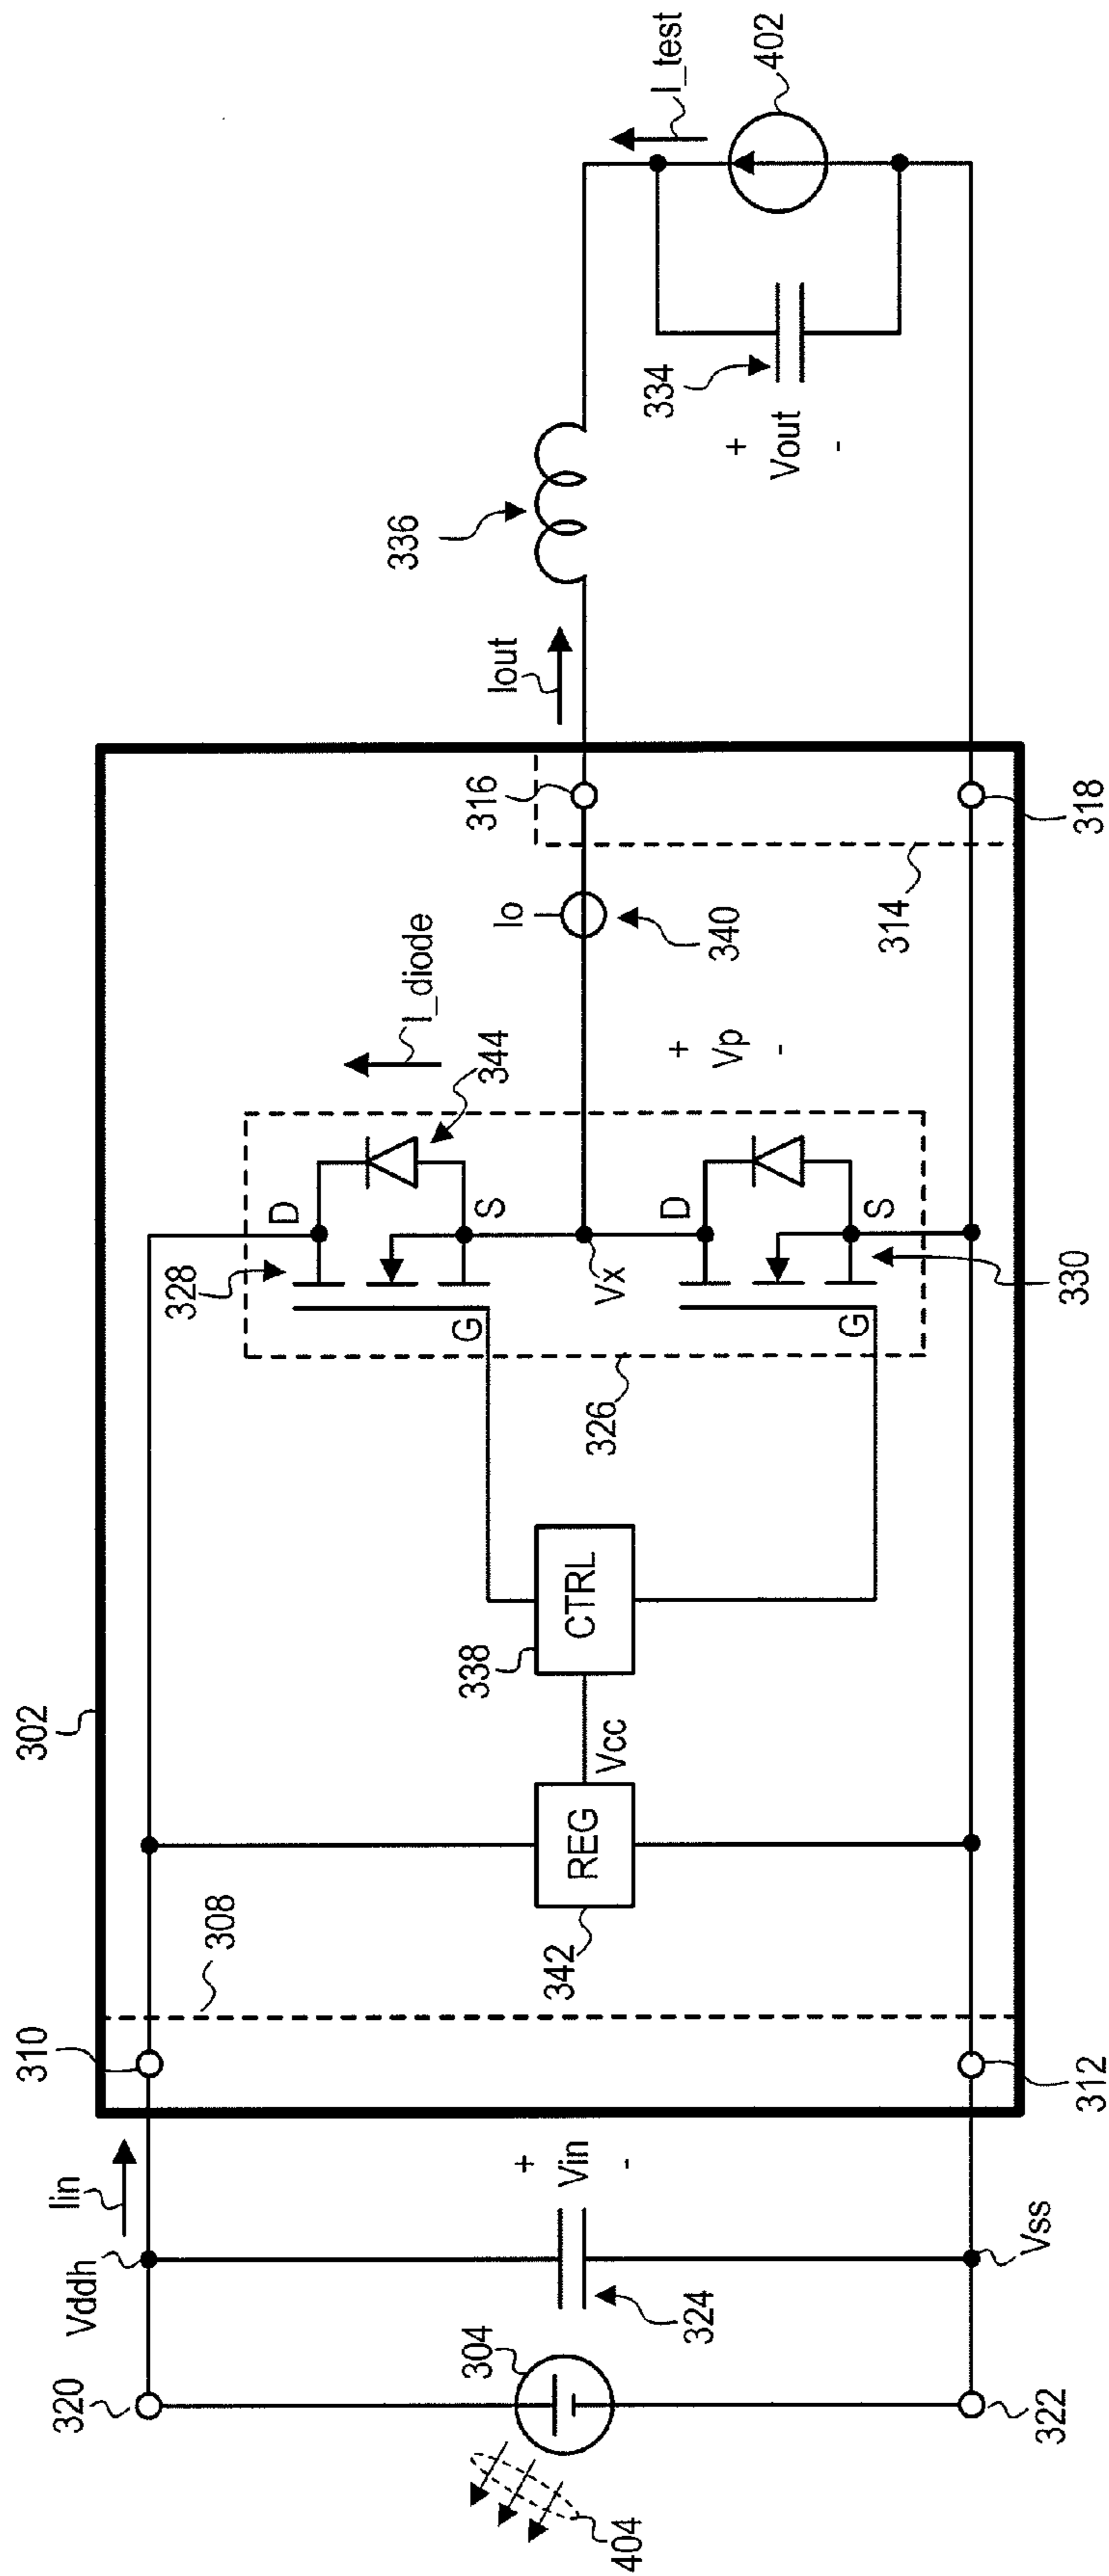 302
320
Vddh
Iin
310
308
328
D
I_diode
344
S
G
Iout
336
I_test
402
304
404
324
+
Vin
-
REG
342
Vcc
338
CTRL
326
Vx
D
S
G
330
+
Vp
-
Io
340
316
314
318
334
+
Vout
-
322
Vss
312